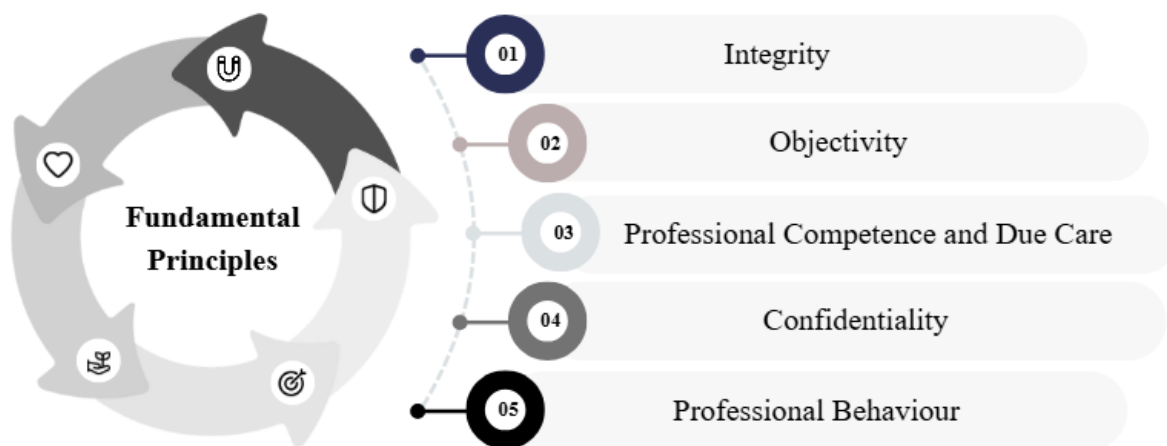 Fundamental
Principles
01
Integrity
02
Objectivity
03
Professional Competence and Due Care
04
Confidentiality
05
Professional Behaviour